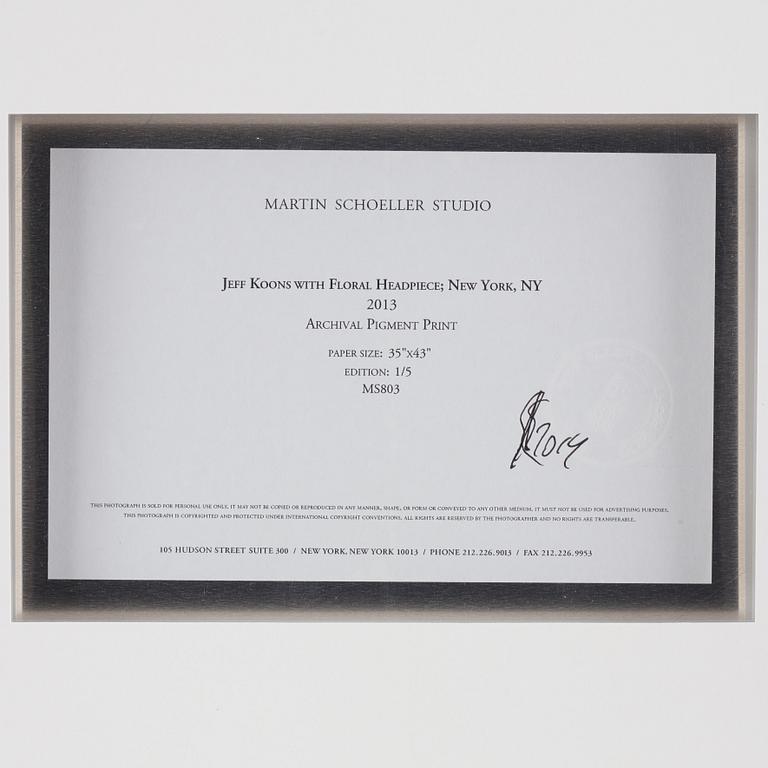 MARTIN SCHOELLER STUDIO
JEFF KOONS WITH FLORAL HEADPIECE; NEW YORK, NY
2013
ARCHIVAL PIGMENT PRINT
PAPER SIZE: 35"X43"
EDITION: 1/5
MS803
2014
THIS PHOTOGRAPH IS SOLD FOR PERSONAL USE ONLY. IT MAY NOT BE COPIED OR REPRODUCED IN ANY MANNER, SHAPE, OR FORM OR CONVEYED TO ANY OTHER MEDIUM. IT MUST NOT BE USED FOR ADVERTISING PURPOSES.
THIS PHOTOGRAPH IS COPYRIGHTED AND PROTECTED UNDER INTERNATIONAL COPYRIGHT CONVENTIONS. ALL RIGHTS ARE RESERVED BY THE PHOTOGRAPHER AND NO RIGHTS ARE TRANSFERABLE.
105 HUDSON STREET SUITE 300 / NEW YORK, NEW YORK 10013 / PHONE 212.226.9013 / FAX 212.226.9953